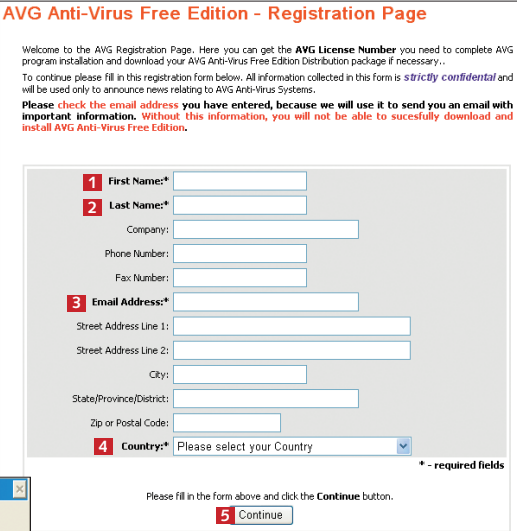 AVG Anti-Virus Free Edition - Registration Page
Welcome to the AVG Registration Page. Here you can get the AVG License Number you need to complete AVG
program installation and download your AVG Anti-Virus Free Edition Distribution package if necessary..
To continue please fill in this registration form below. All information collected in this form is strictly confidental and
will be used only to announce news relating to AVG Anti-Virus Systems.
Please check the email address you have entered, because we will use it to send you an email with
important information. Without this information, you will not be able to sucesfully download and
install AVG Anti-Virus Free Edition.
1 First Name:*
2 Last Name:*
Company:
Phone Number:
Fax Number:
3 Email Address:*
Street Address Line 1:
Street Address Line 2:
City:
State/Province/District:
Zip or Postal Code:
4 Country:* Please select your Country
* - required fields
Please fill in the form above and click the Continue button.
5 Continue